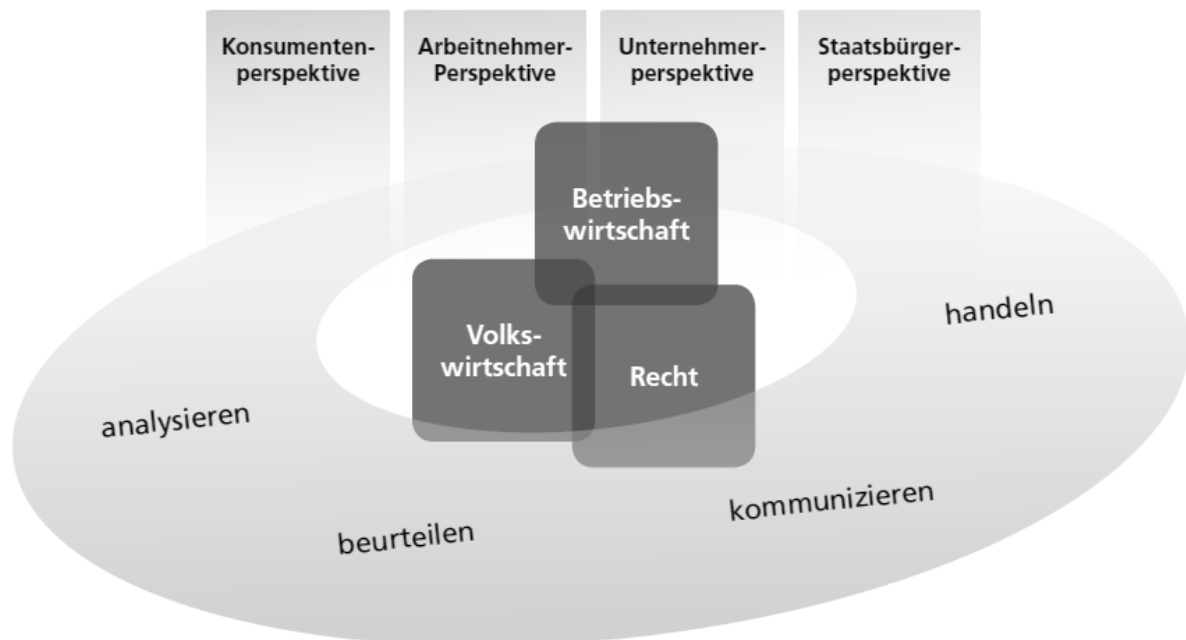 Konsumenten-
perspektive
Arbeitnehmer-
Perspektive
Unternehmer-
perspektive
Staatsbürger-
perspektive
Betriebs-
wirtschaft
Volks-
wirtschaft
Recht
handeln
analysieren
kommunizieren
beurteilen